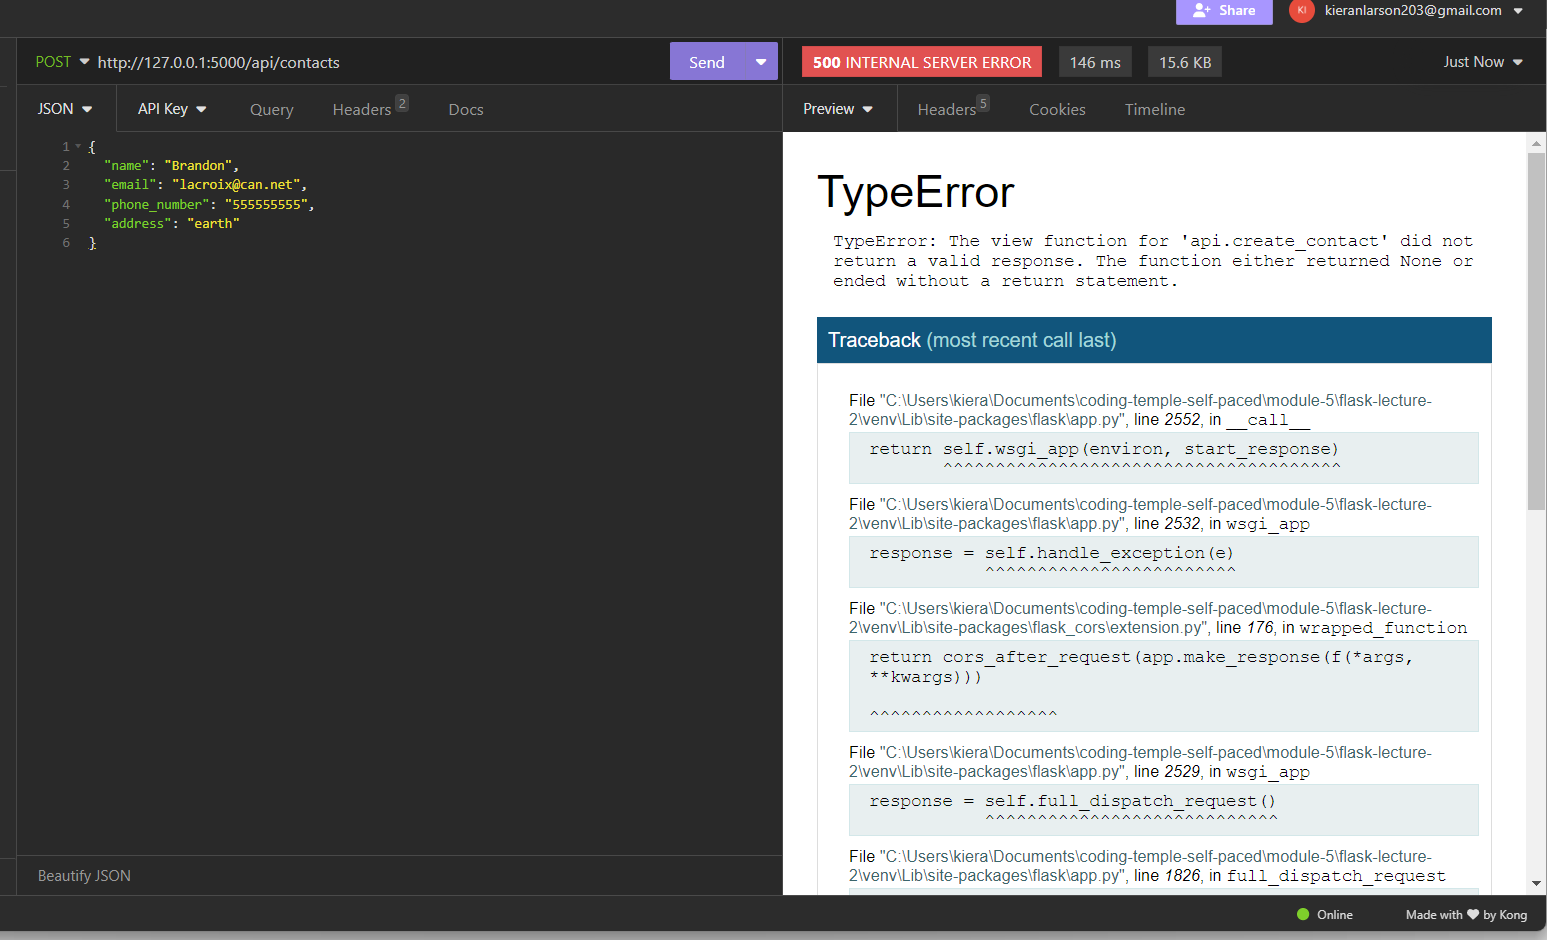 Share
KI
kieranlarson203@gmail.com
POST http://127.0.0.1:5000/api/contacts
Send
500 INTERNAL SERVER ERROR
146 ms
15.6 KB
Just Now
JSON
API Key
Query
Headers 2
Docs
Preview
Headers 5
Cookies
Timeline
1 {
2 "name": "Brandon",
3 "email": "lacroix@can.net",
4 "phone_number": "555555555",
5 "address": "earth"
6 }
TypeError
TypeError: The view function for 'api.create_contact' did not
return a valid response. The function either returned None or
ended without a return statement.
Traceback (most recent call last)
File "C:\Users\kiera\Documents\coding-temple-self-paced\module-5\flask-lecture-
2\venv\Lib\site-packages\flask\app.py", line 2552, in __call__
return self.wsgi_app(environ, start_response)
^^^^^^^^^^^^^^^^^^^^^^^^^^^^^^^^^^^^^^
File "C:\Users\kiera\Documents\coding-temple-self-paced\module-5\flask-lecture-
2\venv\Lib\site-packages\flask\app.py", line 2532, in wsgi_app
response = self.handle_exception(e)
^^^^^^^^^^^^^^^^^^^^^^^^
File "C:\Users\kiera\Documents\coding-temple-self-paced\module-5\flask-lecture-
2\venv\Lib\site-packages\flask_cors\extension.py", line 176, in wrapped_function
return cors_after_request(app.make_response(f(*args,
**kwargs)))
^^^^^^^^^^^^^^^^^^
File "C:\Users\kiera\Documents\coding-temple-self-paced\module-5\flask-lecture-
2\venv\Lib\site-packages\flask\app.py", line 2529, in wsgi_app
response = self.full_dispatch_request()
^^^^^^^^^^^^^^^^^^^^^^^^^^^^
File "C:\Users\kiera\Documents\coding-temple-self-paced\module-5\flask-lecture-
2\venv\Lib\site-packages\flask\app.py", line 1826, in full_dispatch_request
Beautify JSON
Online
Made with ❤ by Kong